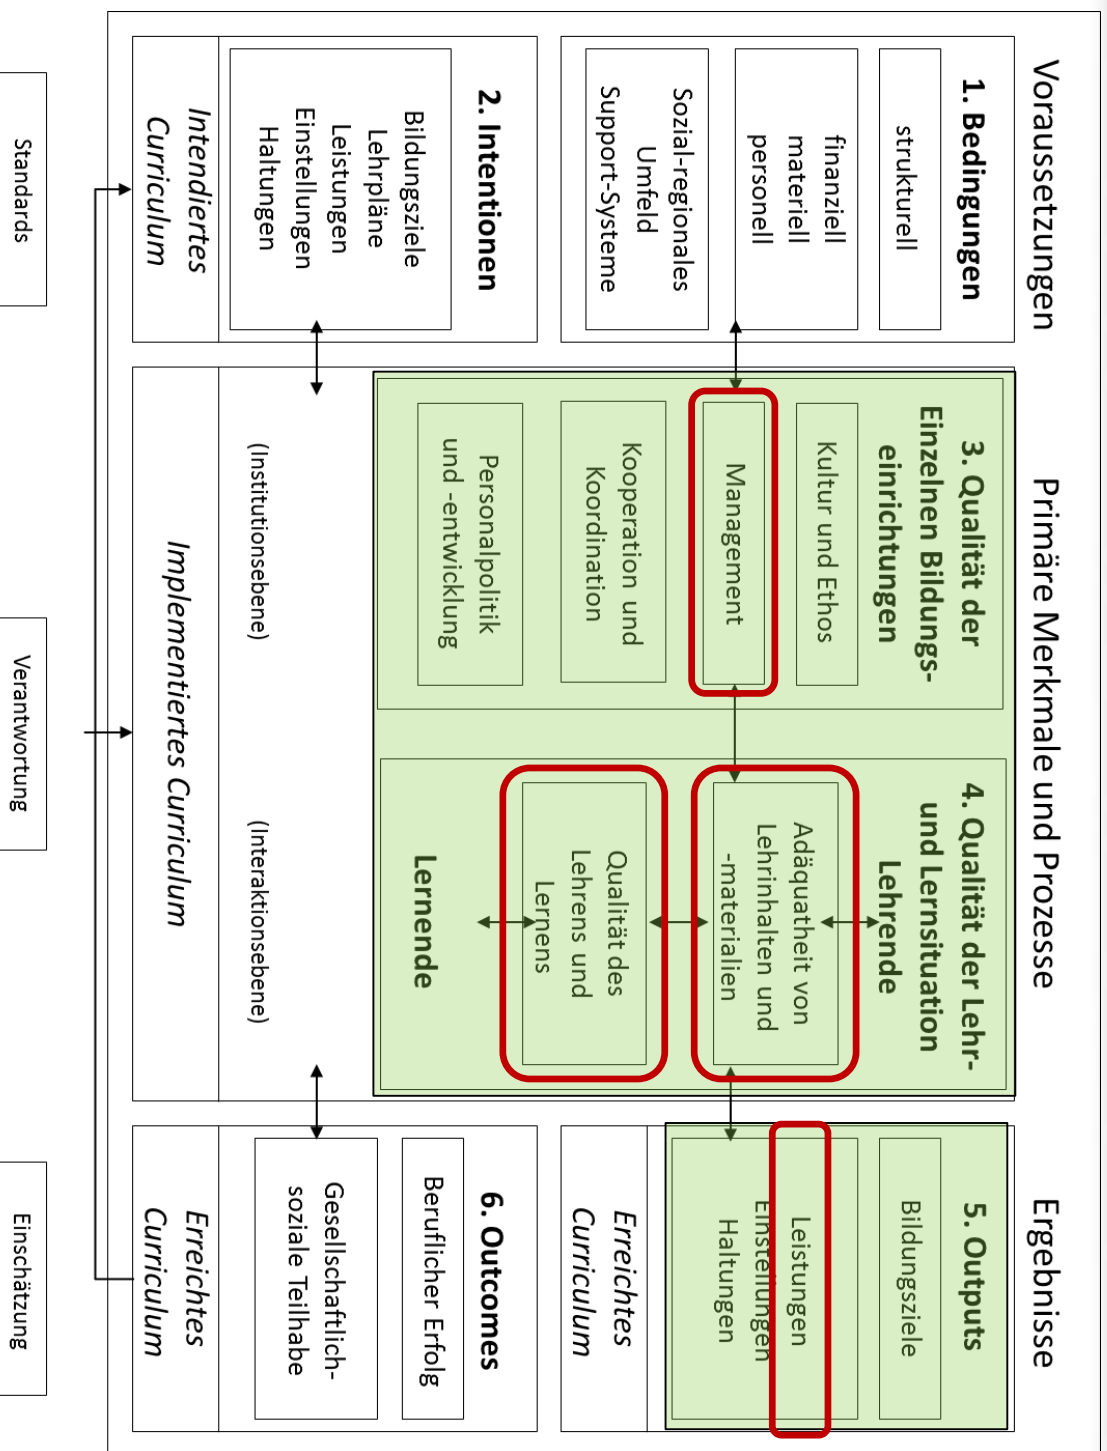 Voraussetzungen
1. Bedingungen
strukturell
finanziell
materiell
personell
Sozial-regionales
Umfeld
Support-Systeme
2. Intentionen
Bildungsziele
Lehrpläne
Leistungen
Einstellungen
Haltungen
Intendiertes
Curriculum
Primäre Merkmale und Prozesse
3. Qualität der
Einzelnen Bildungs-
einrichtungen
Kultur und Ethos
Management
Kooperation und
Koordination
Personalpolitik
und -entwicklung
(Institutionsebene)
4. Qualität der Lehr-
und Lernsituation
Lehrende
Adäquatheit von
Lehrinhalten und
-materialien
Qualität des
Lehrens und
Lernens
Lernende
(Interaktionsebene)
Implementiertes Curriculum
Ergebnisse
5. Outputs
Bildungsziele
Leistungen
Einstellungen
Haltungen
Erreichtes
Curriculum
6. Outcomes
Beruflicher Erfolg
Gesellschaftlich-
soziale Teilhabe
Erreichtes
Curriculum
Standards
Verantwortung
Einschätzung